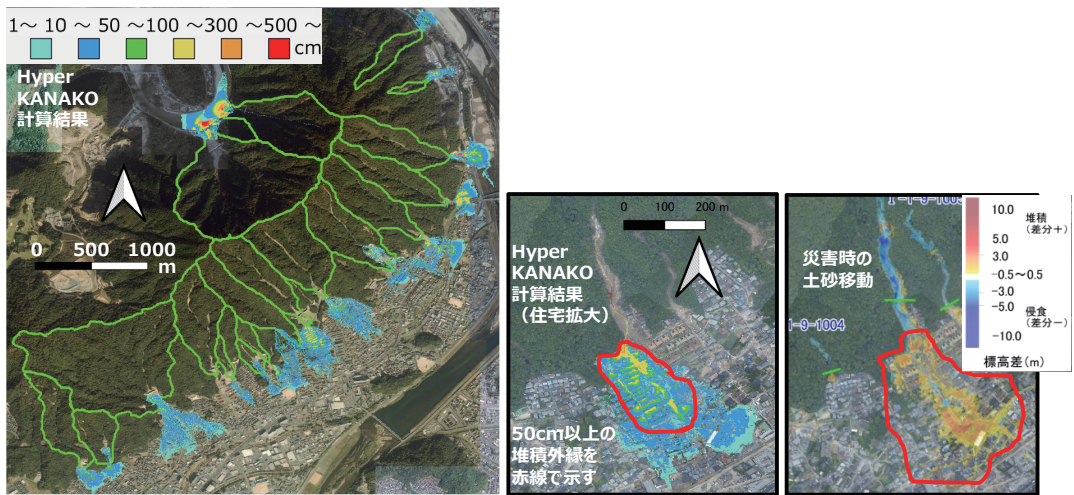 1～ 10 ～ 50 ～100 ～300 ～500 ～
cm
Hyper
KANAKO
計算結果
0 500 1000
m
0 100 200 m
Hyper
KANAKO
計算結果
（住宅拡大）
50cm以上の
堆積外縁を
赤線で示す
I-1-9-1005
災害時の
土砂移動
1-9-1004
10.0
堆積
(差分＋)
5.0
3.0
−0.5～0.5
−3.0
−5.0
侵食
(差分－)
−10.0
標高差(m)